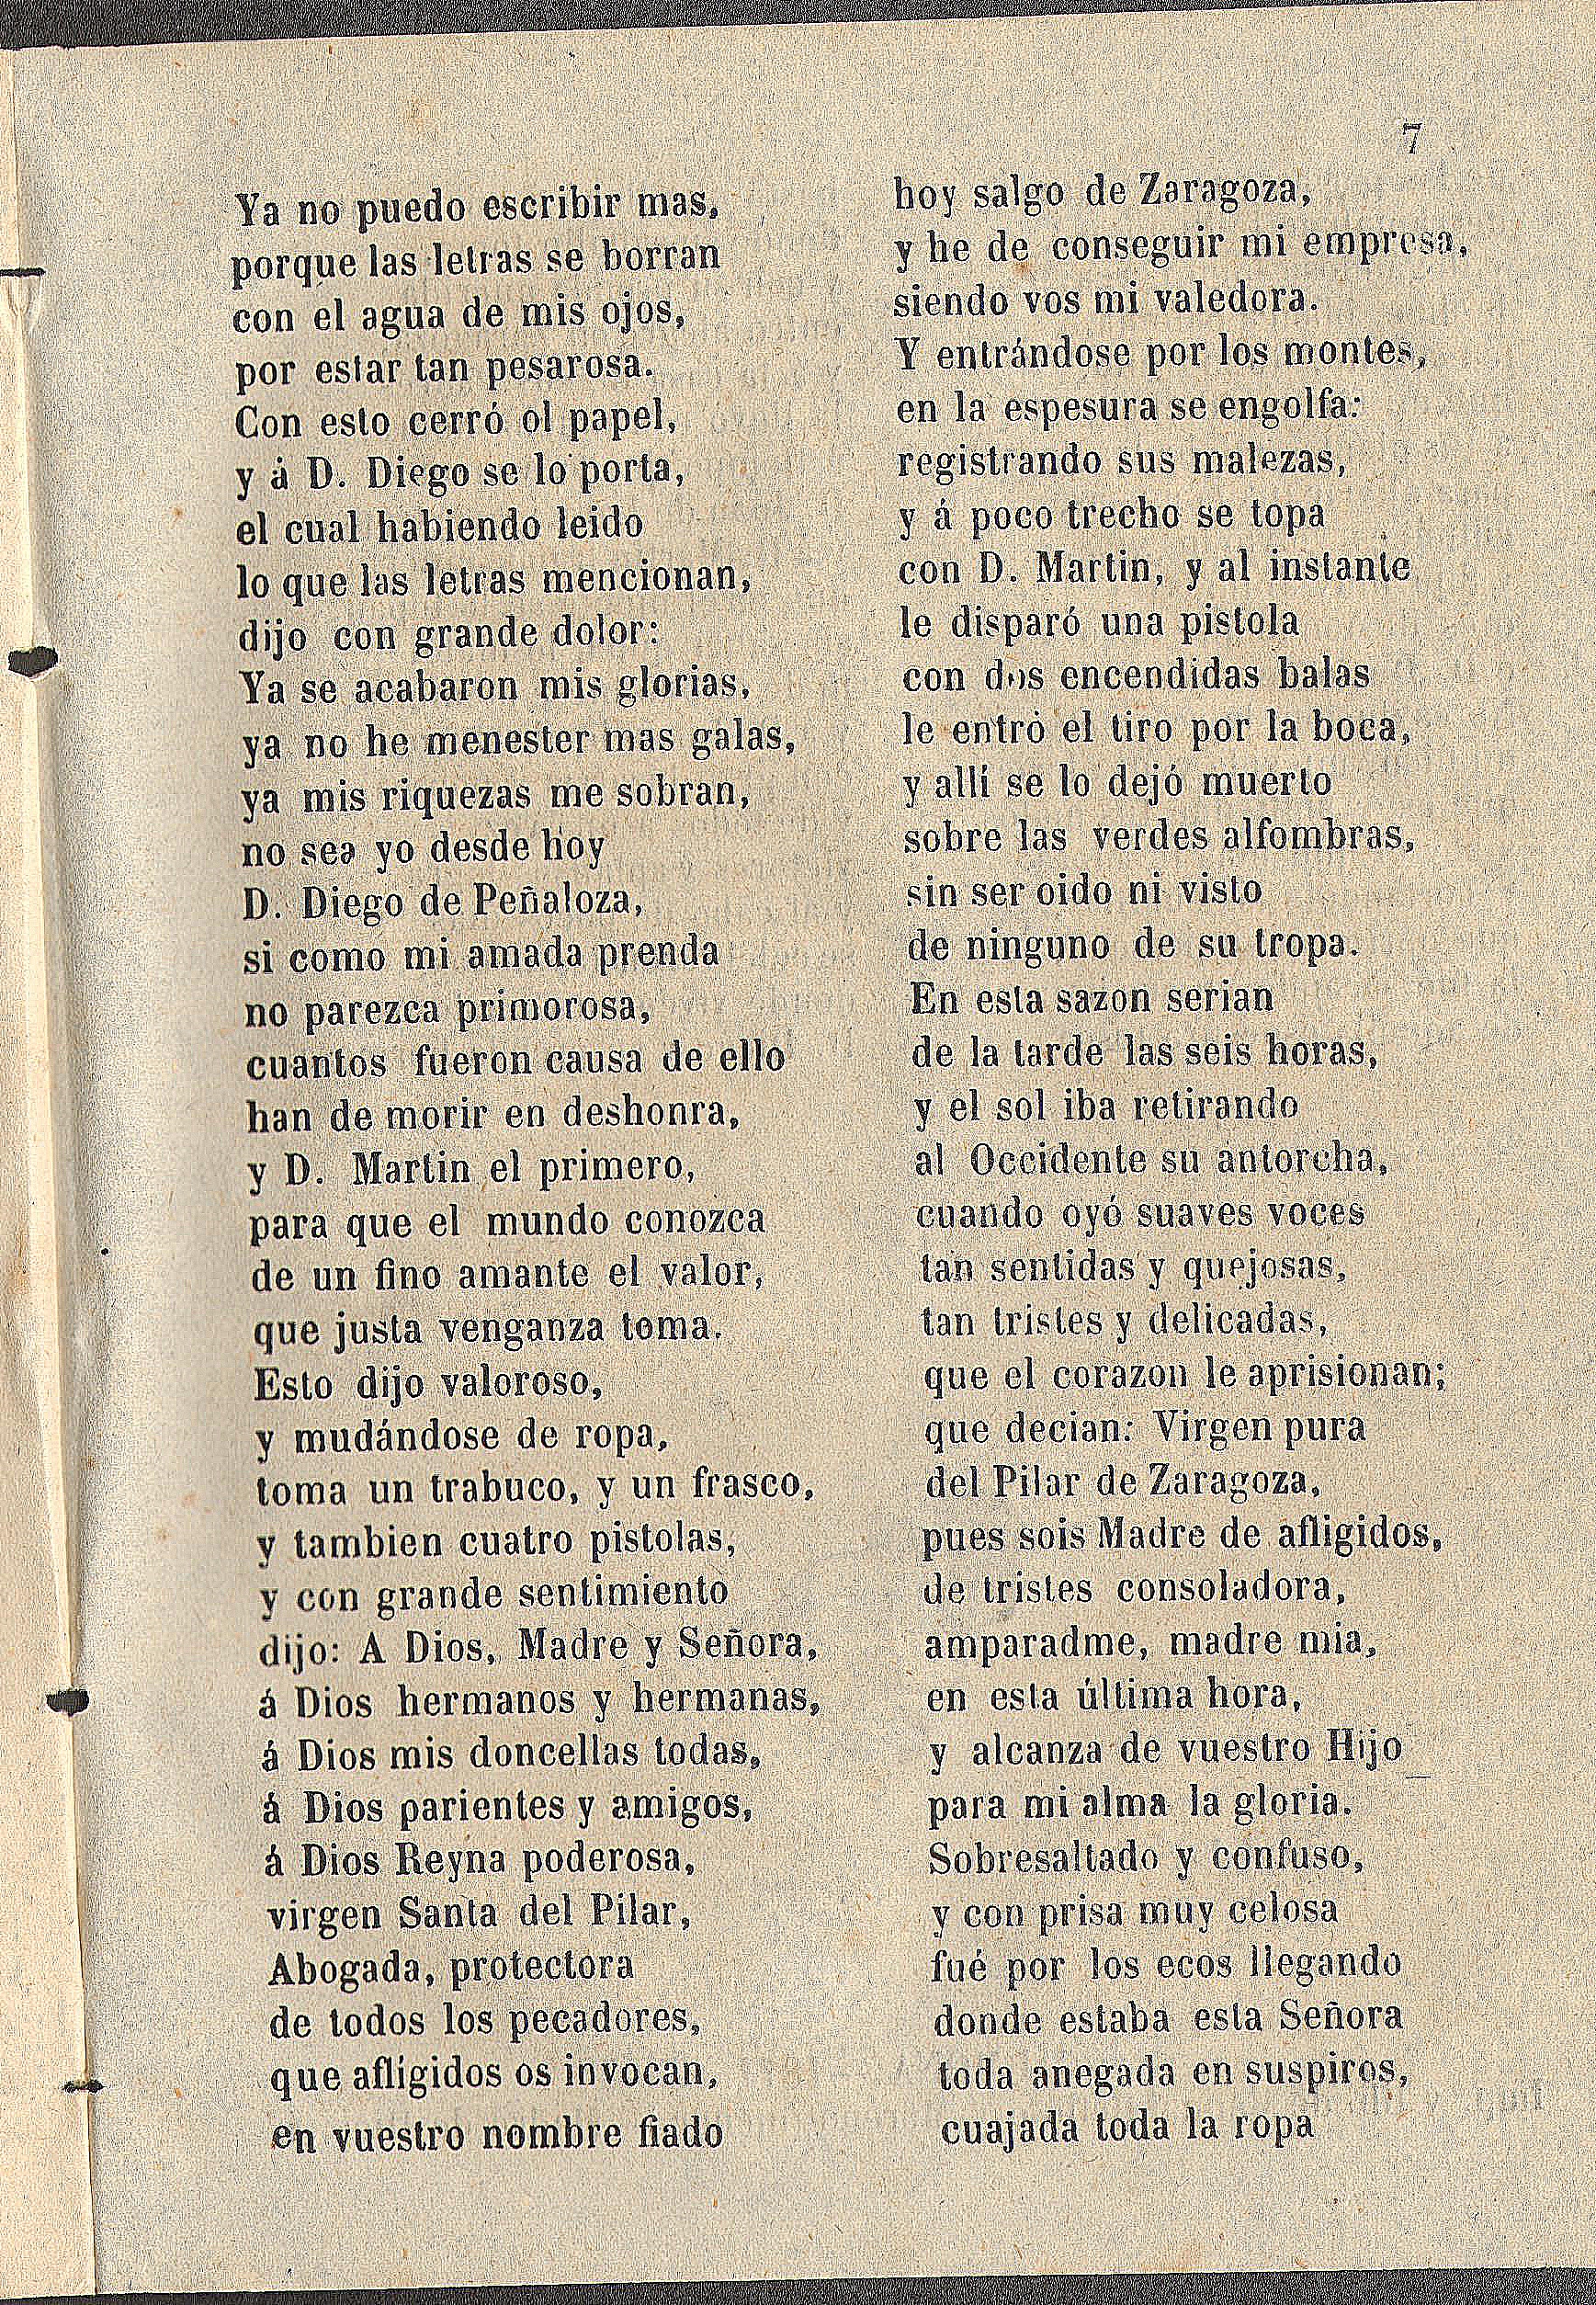 7
Ya no puedo escribir mas,
porque las letras se borran
con el agua de mis ojos,
por estar tan pesarosa.
Con esto cerró ol papel,
y á D. Diego se lo porta,
el cual habiendo leido
lo que las letras mencionan,
dijo con grande dolor:
Ya se acabaron mis glorias,
ya no he menester mas galas,
ya mis riquezas me sobran,
no sea yo desde hoy
D. Diego de Peñaloza,
si como mi amada prenda
no parezca primorosa,
cuantos fueron causa de ello
han de morir en deshonra,
y D. Martin el primero,
para que el mundo conozca
de un fino amante el valor,
que justa venganza toma.
Esto dijo valoroso,
y mudándose de ropa,
toma un trabuco, y un frasco,
y tambien cuatro pistolas,
y con grande sentimiento
dijo: A Dios, Madre y Señora,
á Dios hermanos y hermanas,
á Dios mis doncellas todas,
á Dios parientes y amigos,
á Dios Reyna poderosa,
virgen Santa del Pilar,
Abogada, protectora
de todos los pecadores,
que afligidos os invocan,
en vuestro nombre fiado
hoy salgo de Zaragoza,
y he de conseguir mi empresa,
siendo vos mi valedora.
Y entrándose por los montes,
en la espesura se engolfa:
registrando sus malezas,
y á poco trecho se topa
con D. Martin, y al instante
le disparó una pistola
con dos encendidas balas
le entró el tiro por la boca,
y allí se lo dejó muerto
sobre las verdes alfombras,
sin ser oido ni visto
de ninguno de su tropa.
En esta sazon serian
de la tarde las seis horas,
y el sol iba retirando
al Occidente su antorcha,
cuando oyó suaves voces
tan sentidas y quejosas,
tan tristes y delicadas,
que el corazon le aprisionan;
que decian: Virgen pura
del Pilar de Zaragoza,
pues sois Madre de afligidos,
de tristes consoladora,
amparadme, madre mia,
en esta última hora,
y alcanza de vuestro Hijo
para mi alma la gloria.
Sobresaltado y confuso,
y con prisa muy celosa
fué por los ecos llegando
donde estaba esta Señora
toda anegada en suspiros,
cuajada toda la ropa